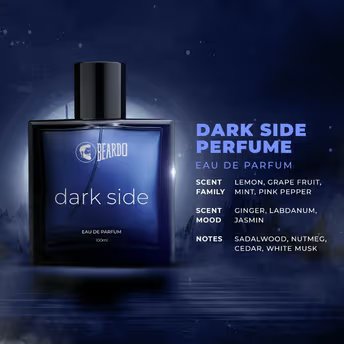 BEARDO
dark side
EAU DE PARFUM
100ml
DARK SIDE
PERFUME
EAU DE PARFUM
SCENT FAMILY LEMON, GRAPE FRUIT,
MINT, PINK PEPPER
SCENT MOOD GINGER, LABDANUM,
JASMIN
NOTES SADALWOOD, NUTMEG,
CEDAR, WHITE MUSK